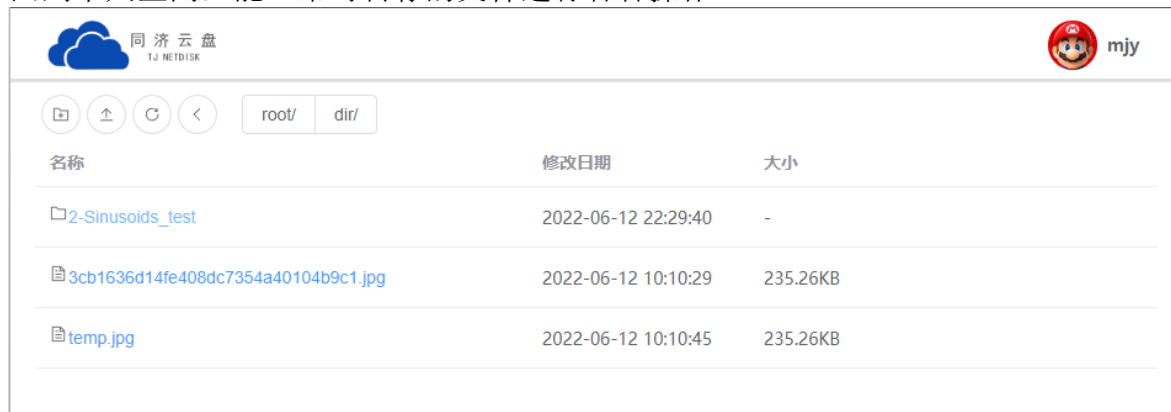 同济云盘
TJ NETDISK
mjy
root/ dir/
名称 修改日期 大小
2-Sinusoids_test 2022-06-12 22:29:40 -
3cb1636d14fe408dc7354a40104b9c1.jpg 2022-06-12 10:10:29 235.26KB
temp.jpg 2022-06-12 10:10:45 235.26KB